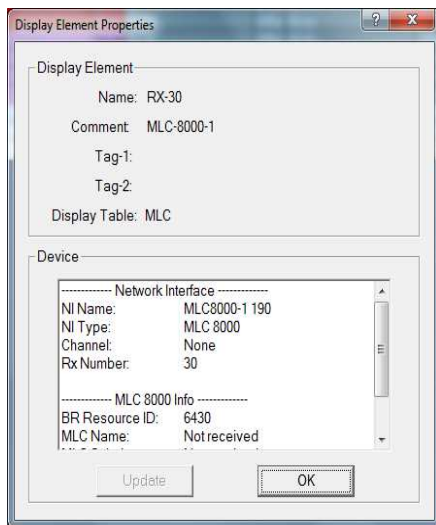 Display Element Properties
? X
Display Element
Name: RX-30
Comment: MLC-8000-1
Tag-1:
Tag-2:
Display Table: MLC
Device
------------ Network Interface ------------
NI Name: MLC8000-1 190
NI Type: MLC 8000
Channel: None
Rx Number: 30
------------ MLC 8000 Info ------------
BR Resource ID: 6430
MLC Name: Not received
Update OK